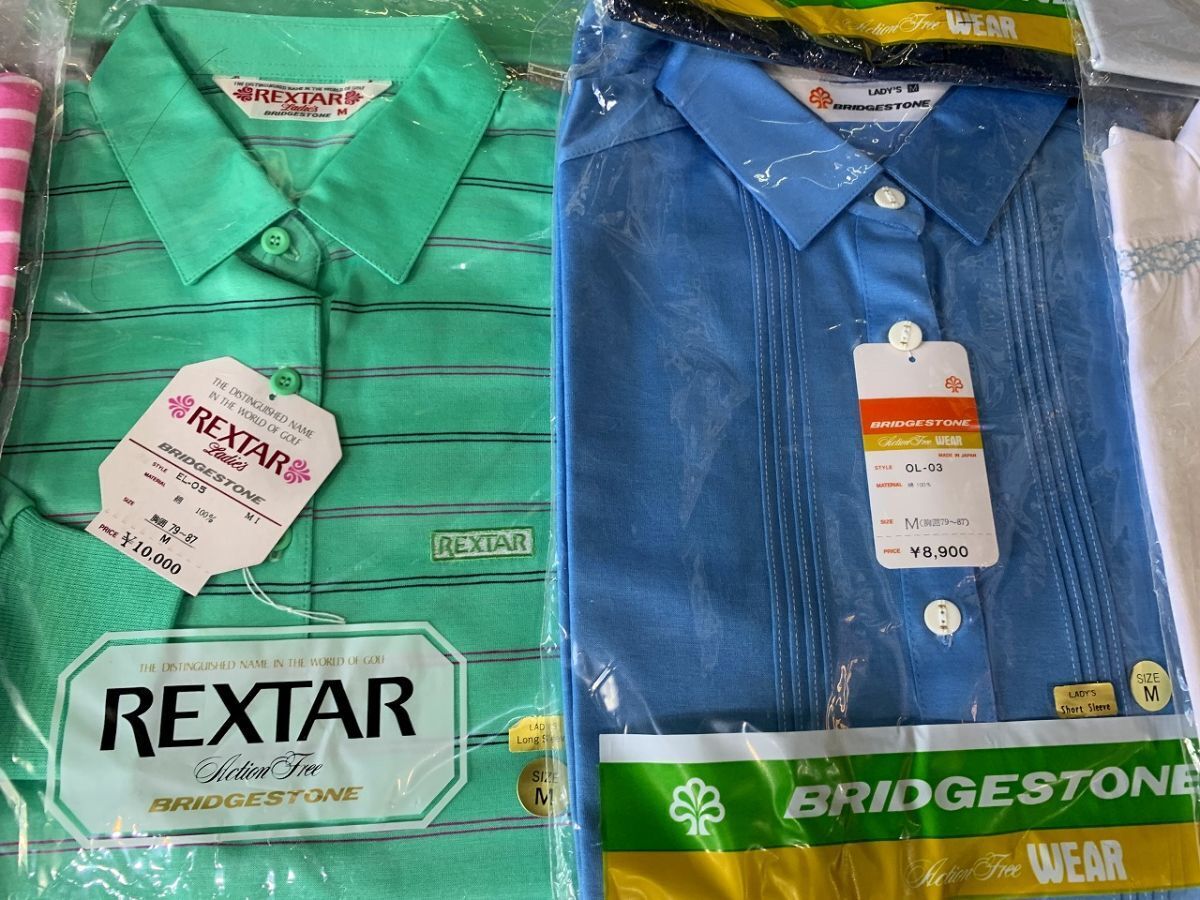 THE DISTINGUISHED NAME IN THE WORLD OF GOLF
REXTAR
Ladie's
BRIDGESTONE M
THE DISTINGUISHED NAME
IN THE WORLD OF GOLF
REXTAR
Ladie's
BRIDGESTONE
STYLE EL-05
MATERIAL 綿 100%
M I
SIZE 胸囲 79~87
M
PRICE ¥10,000
REXTAR
THE DISTINGUISHED NAME IN THE WORLD OF GOLF
REXTAR
Action Free
BRIDGESTONE
LADY'S
Long
SIZE
M
Action Free WEAR
LADY'S M
BRIDGESTONE
BRIDGESTONE
Action Free WEAR
MADE IN JAPAN
STYLE OL-03
MATERIAL 綿 100%
SIZE M(胸囲79~87)
PRICE ¥8,900
LADY'S
Short Sleeve
SIZE
M
BRIDGESTONE
Action Free WEAR